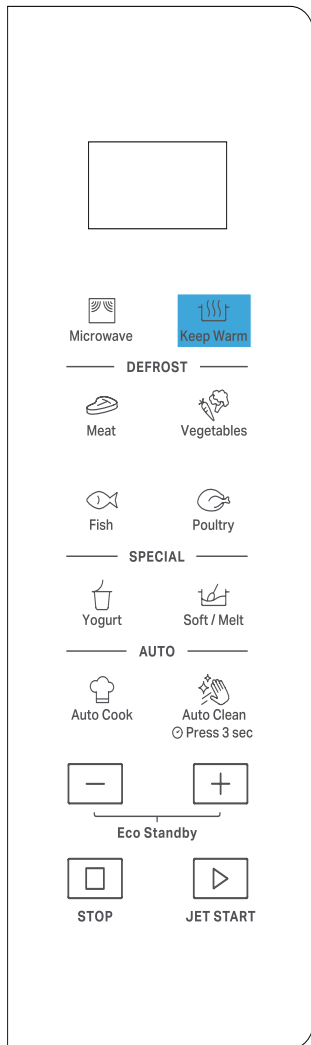 Microwave Keep Warm
DEFROST
Meat Vegetables
Fish Poultry
SPECIAL
Yogurt Soft / Melt
AUTO
Auto Cook Auto Clean
Press 3 sec
Eco Standby
STOP JET START